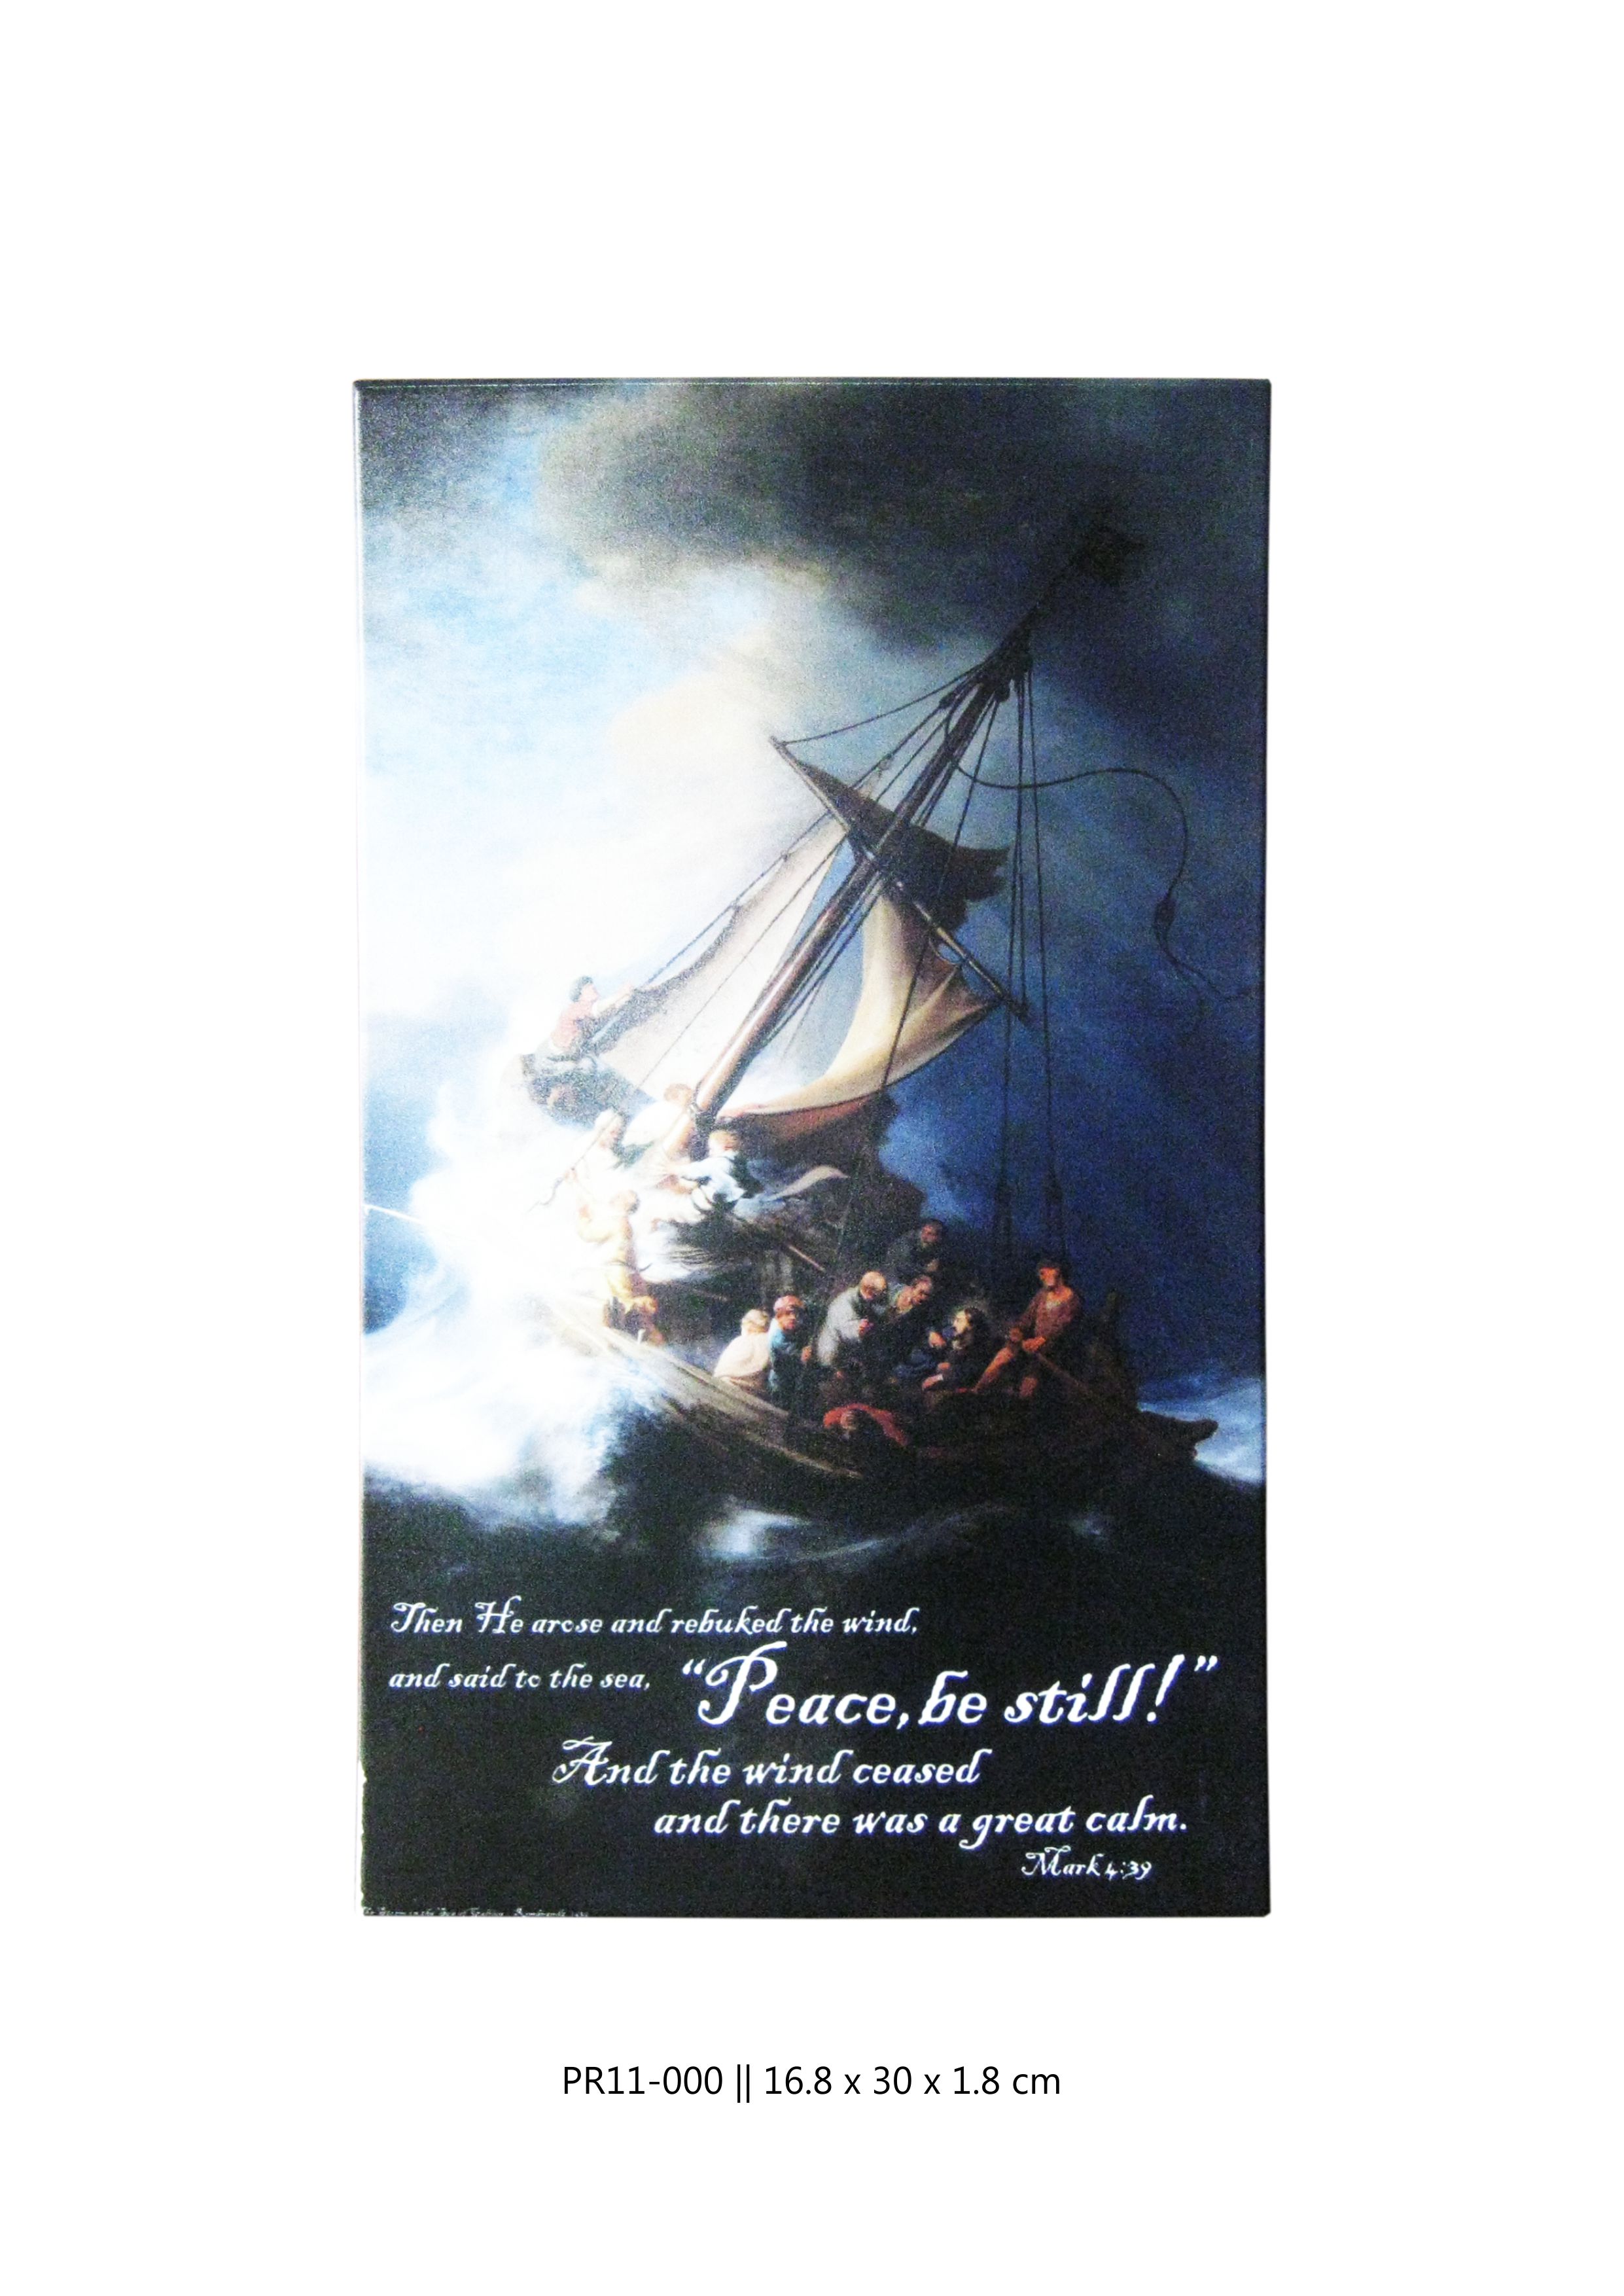 Then He arose and rebuked the wind,
and said to the sea, “Peace, be still!”
And the wind ceased
and there was a great calm.
Mark 4:39
PR11-000 || 16.8 x 30 x 1.8 cm